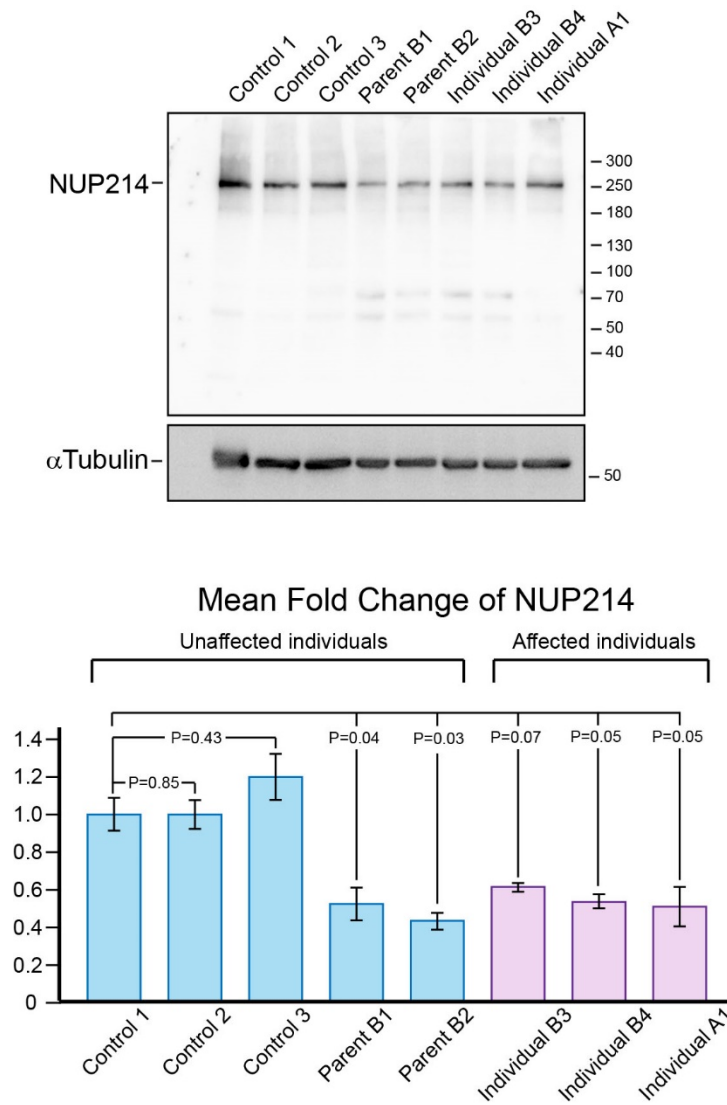 Control 1
Control 2
Control 3
Parent B1
Parent B2
Individual B3
Individual B4
Individual A1
NUP214
300
250
180
130
100
70
50
40
αTubulin
50
Mean Fold Change of NUP214
Unaffected individuals Affected individuals
1.4
1.2
1.0
0.8
0.6
0.4
0.2
0
P=0.43
P=0.85
P=0.04
P=0.03
P=0.07
P=0.05
P=0.05
Control 1
Control 2
Control 3
Parent B1
Parent B2
Individual B3
Individual B4
Individual A1